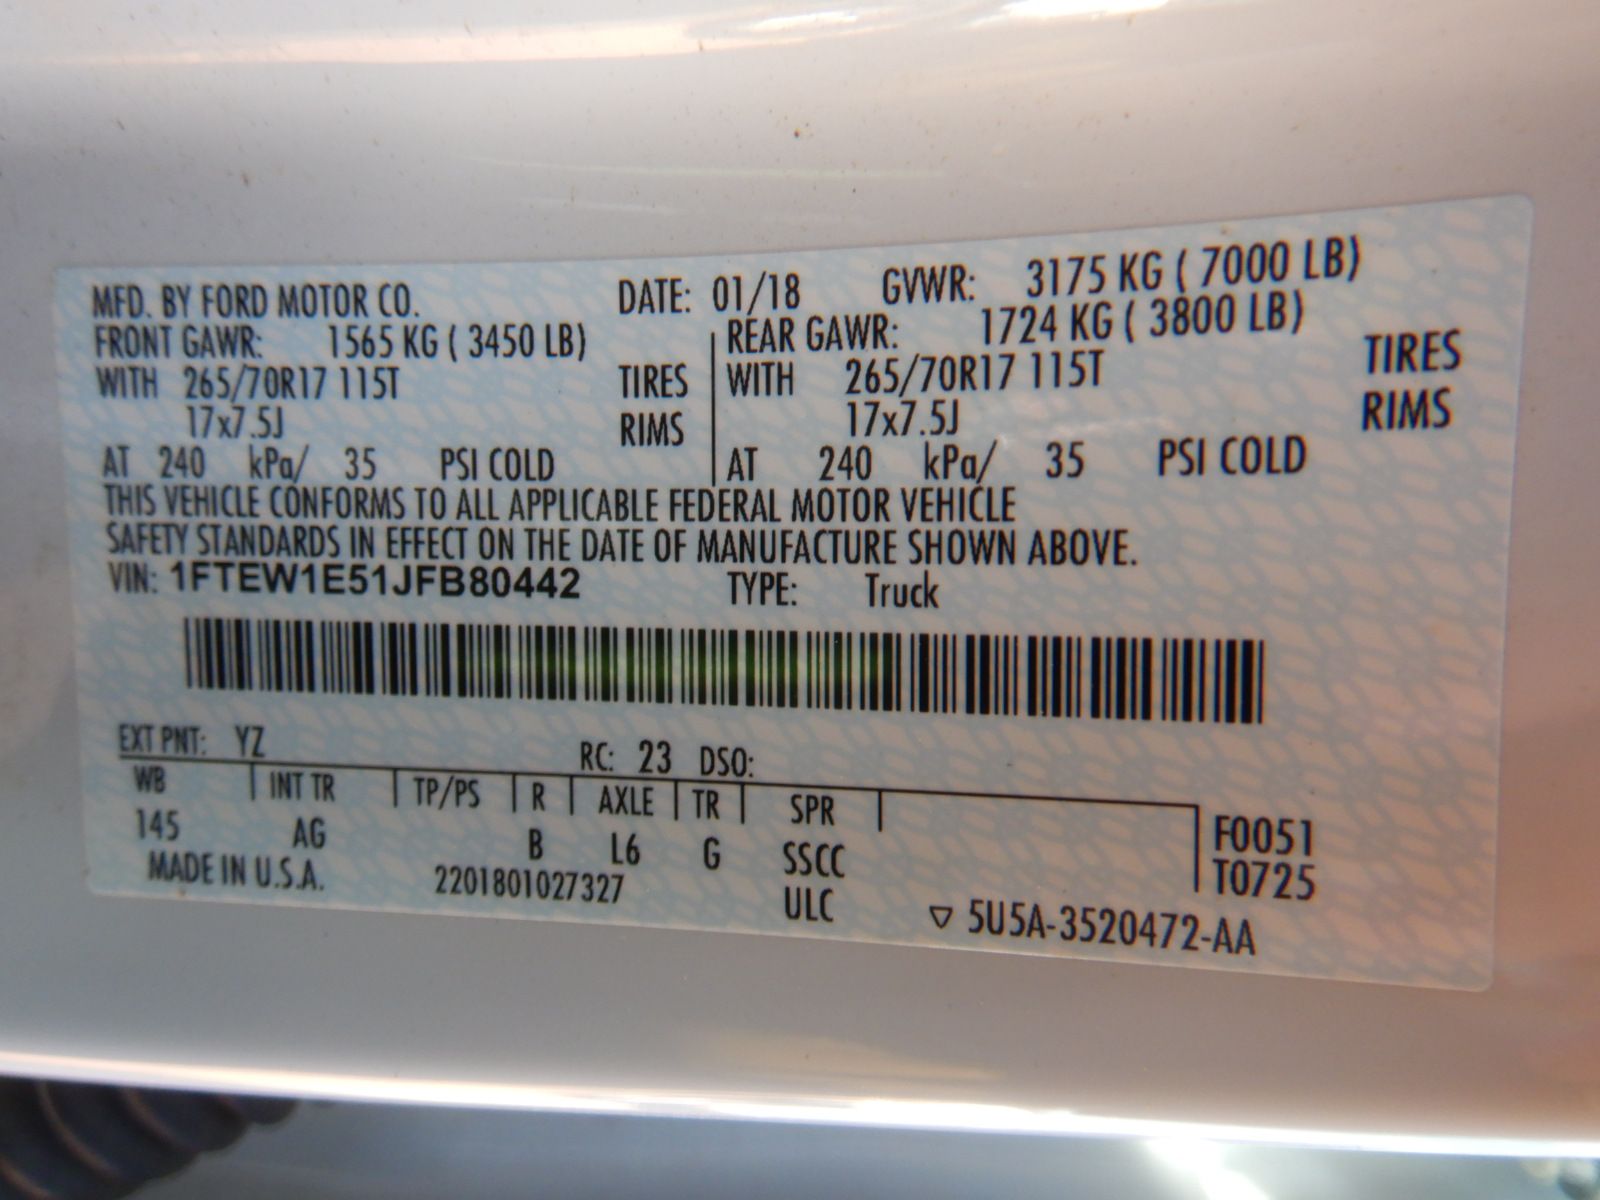 MFD. BY FORD MOTOR CO. DATE: 01/18 GVWR: 3175 KG ( 7000 LB)
FRONT GAWR: 1565 KG ( 3450 LB) REAR GAWR: 1724 KG ( 3800 LB)
WITH 265/70R17 115T TIRES WITH 265/70R17 115T TIRES
17x7.5J RIMS 17x7.5J RIMS
AT 240 kPa/ 35 PSI COLD AT 240 kPa/ 35 PSI COLD
THIS VEHICLE CONFORMS TO ALL APPLICABLE FEDERAL MOTOR VEHICLE
SAFETY STANDARDS IN EFFECT ON THE DATE OF MANUFACTURE SHOWN ABOVE.
VIN: 1FTEW1E51JFB80442 TYPE: Truck
EXT PNT: YZ RC: 23 DSO:
WB INT TR TP/PS R AXLE TR SPR
145 AG B L6 G SSCC F0051
MADE IN U.S.A. 2201801027327 ULC T0725
▽ 5U5A-3520472-AA